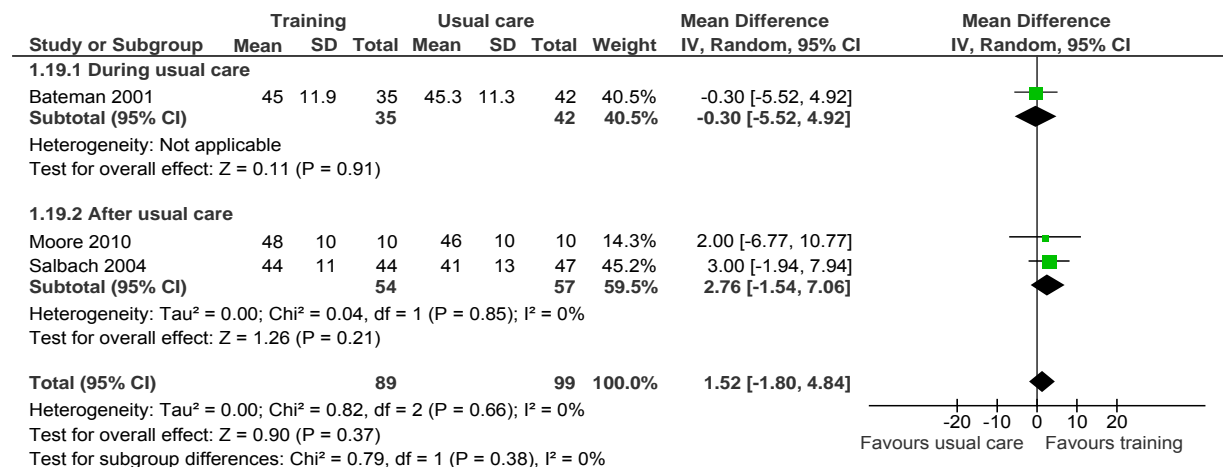 Training Usual care Mean Difference Mean Difference
Study or Subgroup Mean SD Total Mean SD Total Weight IV, Random, 95% CI IV, Random, 95% CI
1.19.1 During usual care
Bateman 2001 45 11.9 35 45.3 11.3 42 40.5% -0.30 [-5.52, 4.92]
Subtotal (95% CI) 35 42 40.5% -0.30 [-5.52, 4.92]
Heterogeneity: Not applicable
Test for overall effect: Z = 0.11 (P = 0.91)
1.19.2 After usual care
Moore 2010 48 10 10 46 10 10 14.3% 2.00 [-6.77, 10.77]
Salbach 2004 44 11 44 41 13 47 45.2% 3.00 [-1.94, 7.94]
Subtotal (95% CI) 54 57 59.5% 2.76 [-1.54, 7.06]
Heterogeneity: Tau² = 0.00; Chi² = 0.04, df = 1 (P = 0.85); I² = 0%
Test for overall effect: Z = 1.26 (P = 0.21)
Total (95% CI) 89 99 100.0% 1.52 [-1.80, 4.84]
Heterogeneity: Tau² = 0.00; Chi² = 0.82, df = 2 (P = 0.66); I² = 0%
Test for overall effect: Z = 0.90 (P = 0.37)
Test for subgroup differences: Chi² = 0.79, df = 1 (P = 0.38), I² = 0%
-20 -10 0 10 20
Favours usual care Favours training